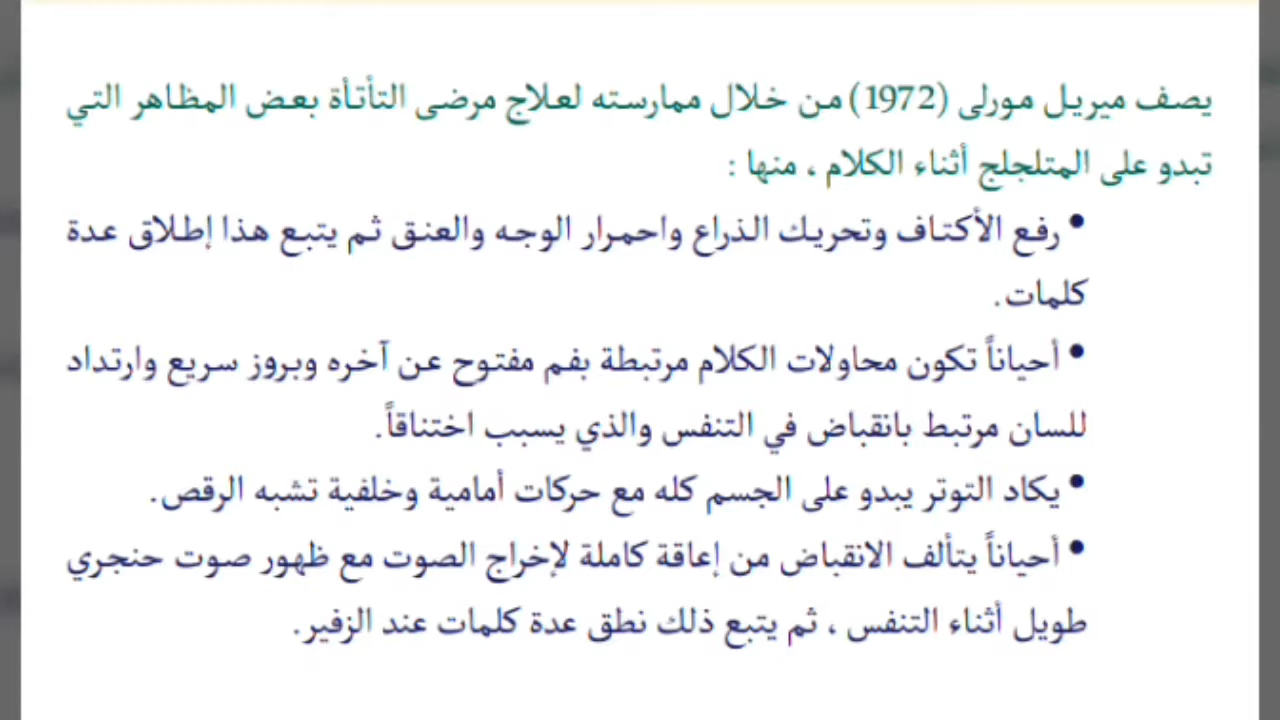 يصف ميريل مورلى (1972) من خلال ممارسته لعلاج مرضى التأتأة بعض المظاهر التي
تبدو على المتلجلج أثناء الكلام ، منها :
• رفع الأكتاف وتحريك الذراع واحمرار الوجه والعنق ثم يتبع هذا إطلاق عدة
كلمات.
• أحياناً تكون محاولات الكلام مرتبطة بفم مفتوح عن آخره وبروز سريع وارتداد
للسان مرتبط بانقباض في التنفس والذي يسبب اختناقاً.
• يكاد التوتر يبدو على الجسم كله مع حركات أمامية وخلفية تشبه الرقص.
• أحياناً يتألف الانقباض من إعاقة كاملة لإخراج الصوت مع ظهور صوت حنجري
طويل أثناء التنفس ، ثم يتبع ذلك نطق عدة كلمات عند الزفير.